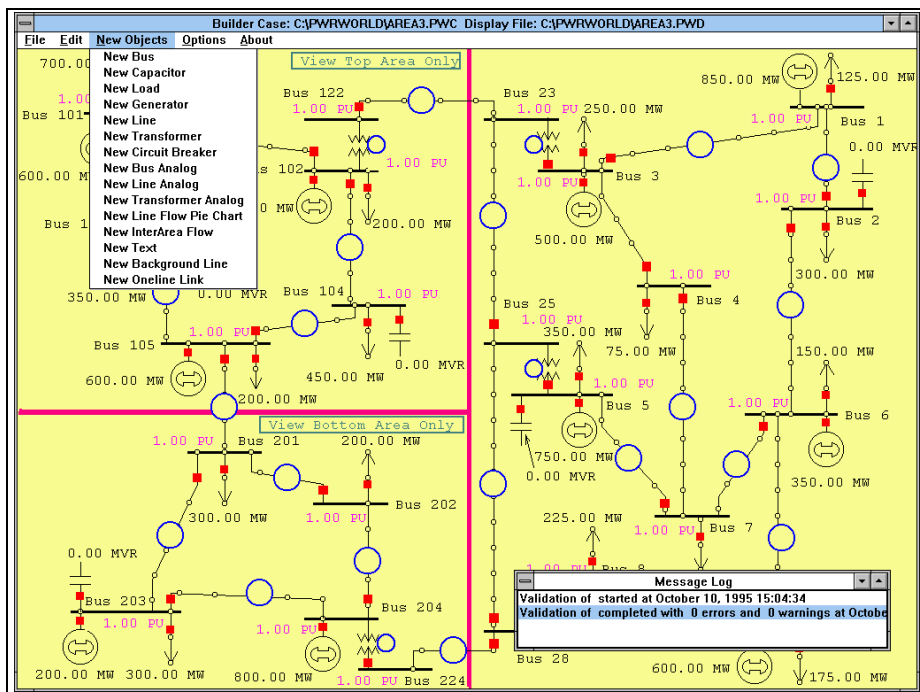 Builder Case: C:\PWRWORLD\AREA3.PWC Display File: C:\PWRWORLD\AREA3.PWD
File Edit New Objects Options About
New Bus
New Capacitor
New Load
New Generator
New Line
New Transformer
New Circuit Breaker
New Bus Analog
New Line Analog
New Transformer Analog
New Line Flow Pie Chart
New InterArea Flow
New Text
New Background Line
New Oneline Link
700.00
View Top Area Only
Bus 122
1.00 PU
Bus 101
1.00 PU
600.00 MW
102
0 MW
200.00 MW
Bus 1
350.00 MW
0.00 MVR
Bus 104
1.00 PU
1.00 PU
Bus 105
0.00 MVR
450.00 MW
600.00 MW
200.00 MW
Bus 23
1.00 PU
250.00 MW
850.00 MW
125.00 MW
1.00 PU
Bus 1
0.00 MVR
1.00 PU
Bus 3
1.00 PU
Bus 2
500.00 MW
300.00 MW
1.00 PU
Bus 4
Bus 25
1.00 PU
350.00 MW
75.00 MW
150.00 MW
1.00 PU
Bus 5
1.00 PU
Bus 6
750.00 MW
0.00 MVR
350.00 MW
225.00 MW
1.00 PU
Bus 7
Bus 8
1.00 PU
View Bottom Area Only
1.00 PU
Bus 201
200.00 MW
300.00 MW
1.00 PU
Bus 202
0.00 MVR
Bus 203
1.00 PU
1.00 PU
Bus 204
200.00 MW
300.00 MW
800.00 MW
1.00 PU
Bus 224
Bus 28
600.00 MW
175.00 MW
Message Log
Validation of started at October 10, 1995 15:04:34
Validation of completed with 0 errors and 0 warnings at Octobe